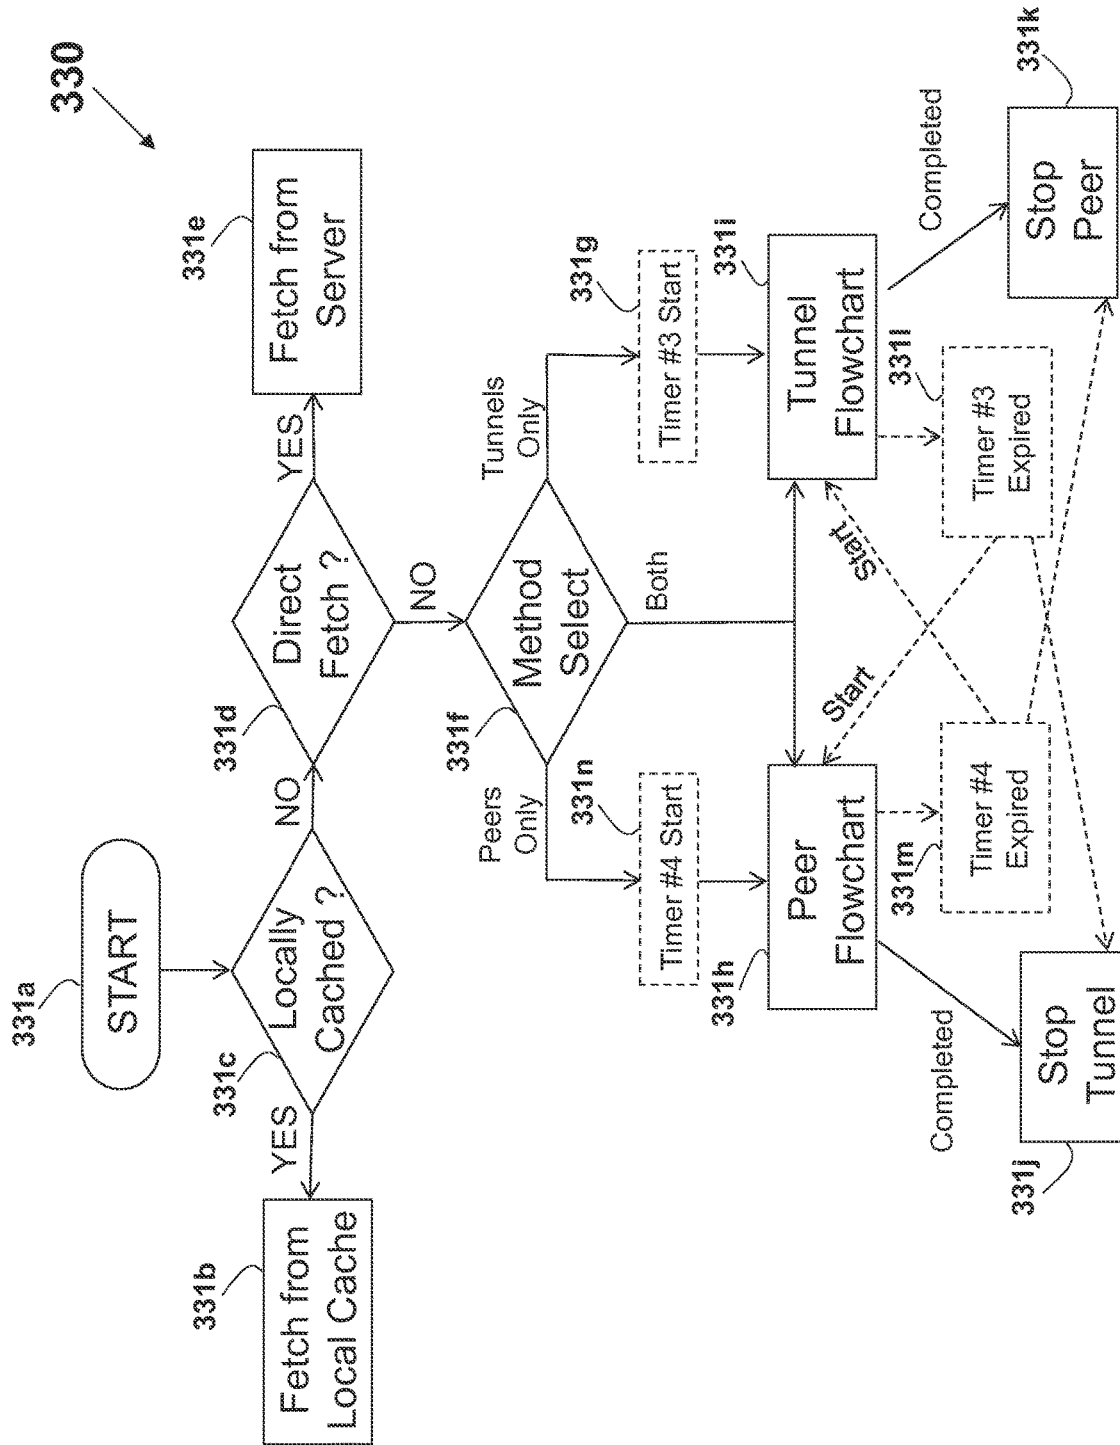 330
331a
START
331c
Locally
Cached ?
YES
NO
331b
Fetch from
Local Cache
331d
Direct
Fetch ?
YES
NO
331e
Fetch from
Server
331f
Method
Select
Peers
Only
Tunnels
Only
Both
331n
Timer #4 Start
331g
Timer #3 Start
331h
Peer
Flowchart
331i
Tunnel
Flowchart
Start
Start
331m
Timer #4
Expired
331l
Timer #3
Expired
Completed
Completed
331j
Stop
Tunnel
331k
Stop
Peer